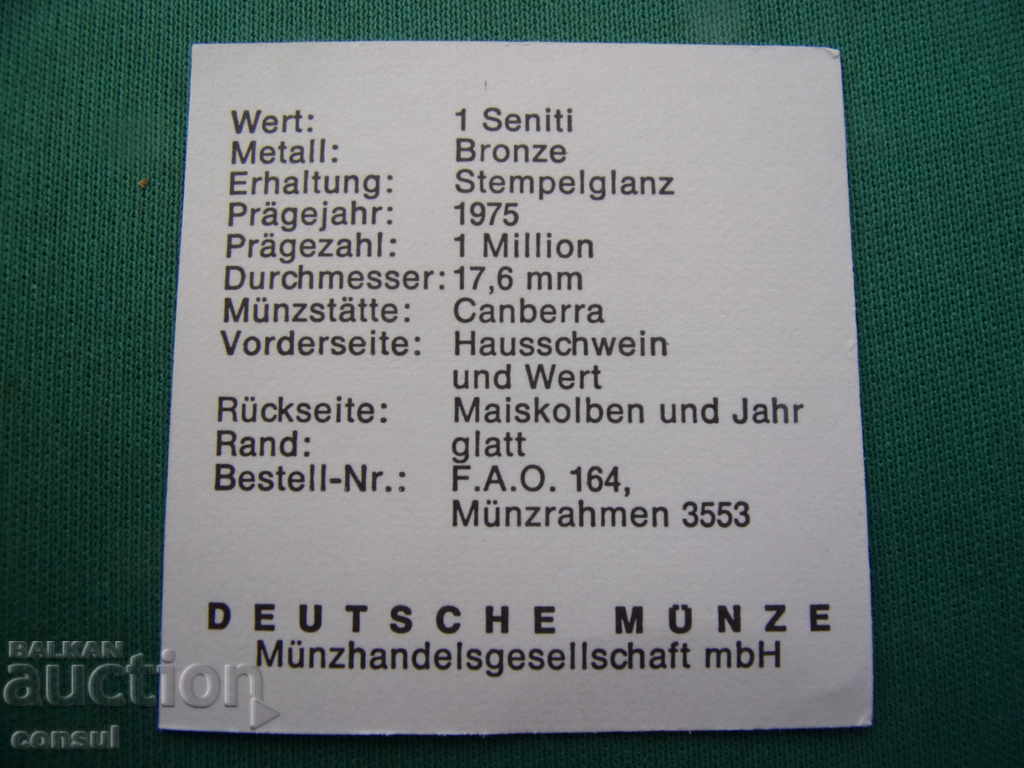 Wert: 1 Seniti
Metall: Bronze
Erhaltung: Stempelglanz
Prägejahr: 1975
Prägezahl: 1 Million
Durchmesser: 17,6 mm
Münzstätte: Canberra
Vorderseite: Hausschwein
und Wert
Rückseite: Maiskolben und Jahr
Rand: glatt
Bestell-Nr.: F.A.O. 164,
Münzrahmen 3553
DEUTSCHE MÜNZE
Münzhandelsgesellschaft mbH
BALKAN
auction
consul